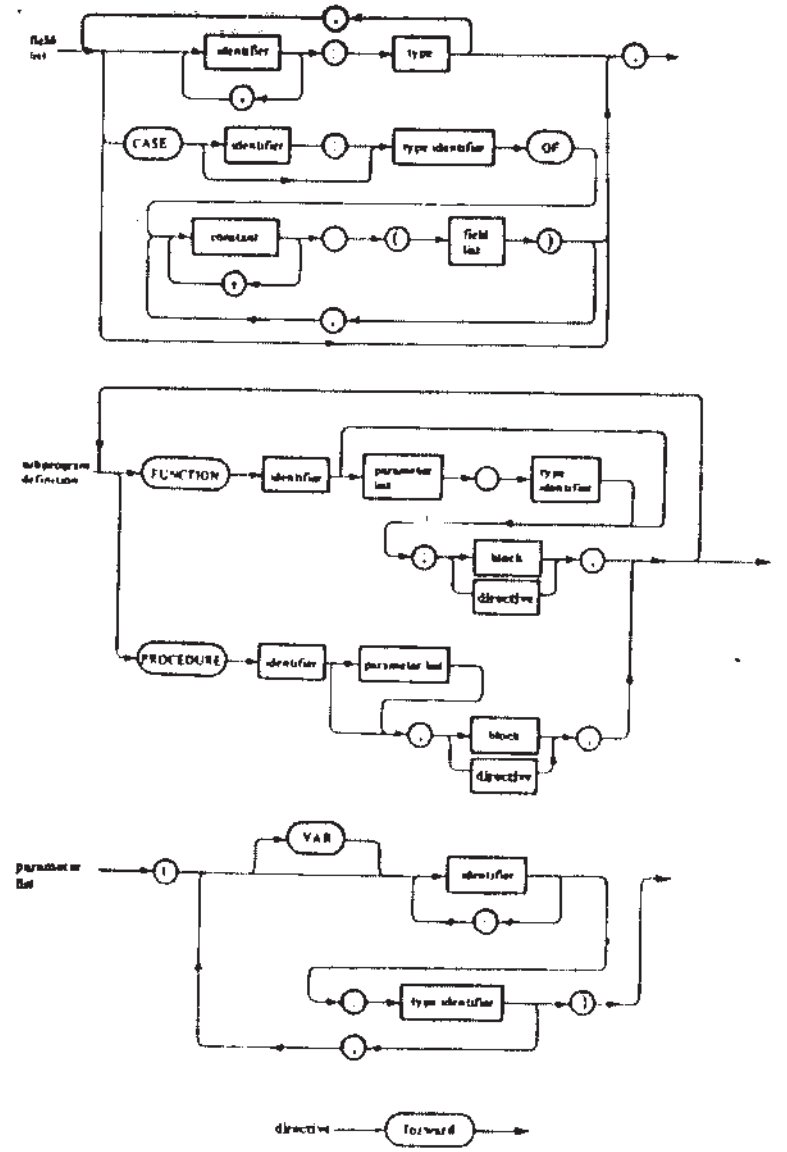 field
list
identifier
:
type
CASE
identifier
:
type identifier
OF
constant
(
field
list
)
subprogram
definition
FUNCTION
identifier
parameter
list
type
identifier
;
block
directive
PROCEDURE
identifier
parameter list
block
directive
VAR
parameter
list
(
identifier
type identifier
)
directive
forward